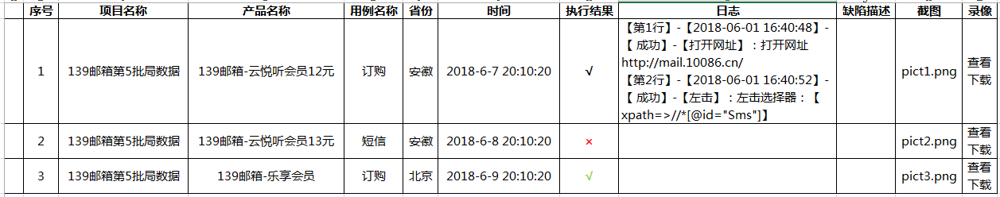 序号 项目名称 产品名称 用例名称 省份 时间 执行结果 日志 缺陷描述 截图 录像
1 139邮箱第5批局数据 139邮箱-云悦听会员12元 订购 安徽 2018-6-7 20:10:20 √
【第1行】-【2018-06-01 16:40:48】-
【 成功】-【打开网址】：打开网址
http://mail.10086.cn/
【第2行】-【2018-06-01 16:40:52】-
【 成功】-【左击】：左击选择器：【
xpath=>//*[@id="Sms"]】
pict1.png
查看
下载
2 139邮箱第5批局数据 139邮箱-云悦听会员13元 短信 安徽 2018-6-8 20:10:20 × pict2.png
查看
下载
3 139邮箱第5批局数据 139邮箱-乐享会员 订购 北京 2018-6-9 20:10:20 √ pict3.png
查看
下载